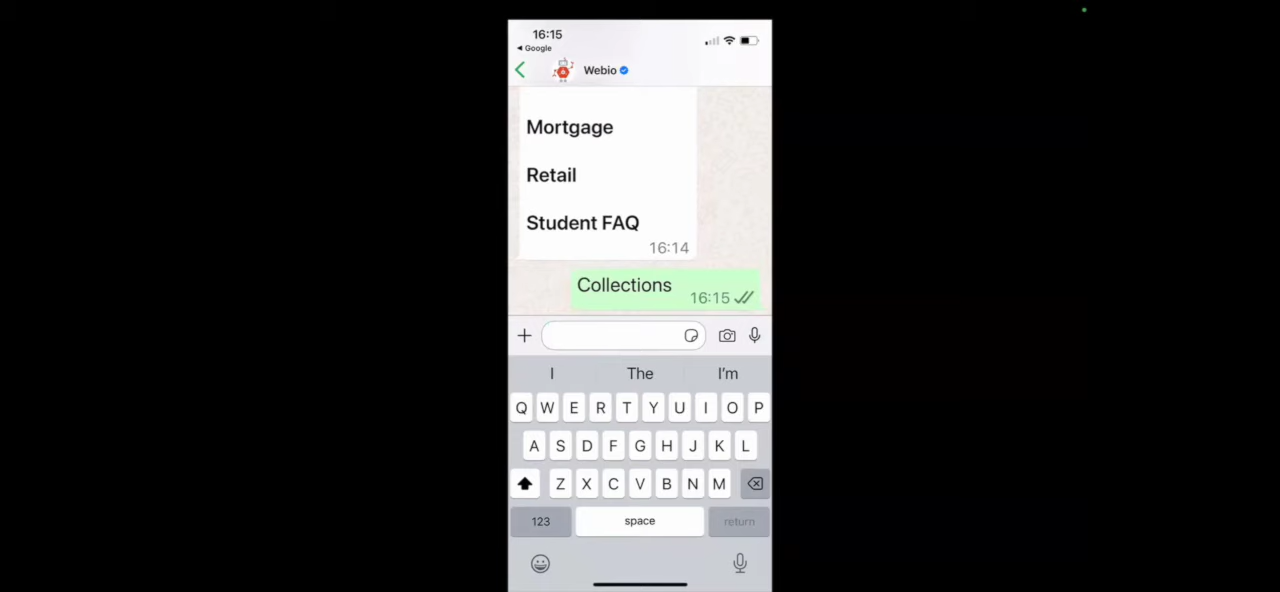 16:15
◀ Google
Webio
Mortgage
Retail
Student FAQ
16:14
Collections
16:15
I The I'm
Q W E R T Y U I O P
A S D F G H J K L
Z X C V B N M
123 space return